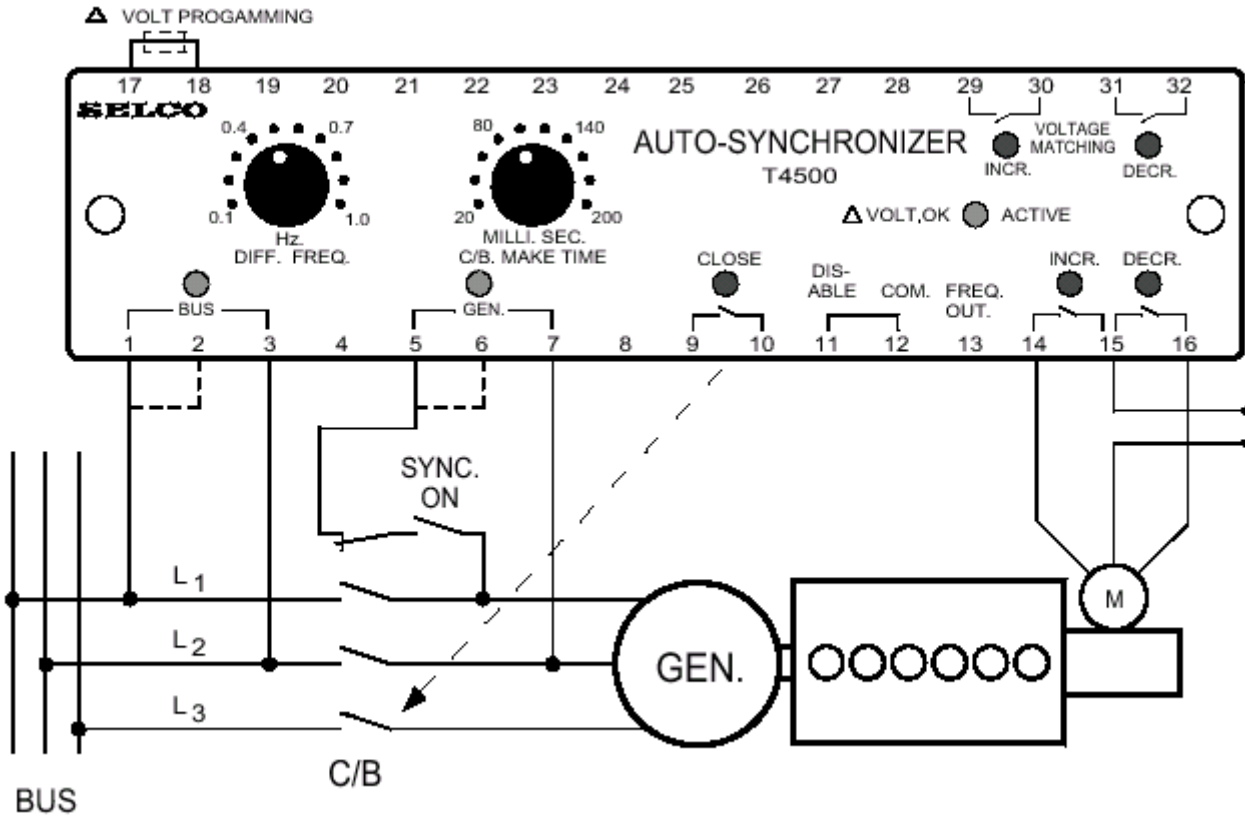 Δ VOLT PROGAMMING
17 18 19 20 21 22 23 24 25 26 27 28 29 30 31 32
SELCO
0.4 0.7
0.1 1.0
Hz.
DIFF. FREQ.
80 140
20 200
MILLI. SEC.
C/B. MAKE TIME
AUTO-SYNCHRONIZER
T4500
VOLTAGE
MATCHING
INCR.
DECR.
Δ VOLT,OK ACTIVE
BUS
GEN.
CLOSE
DIS-
ABLE
COM.
FREQ.
OUT.
INCR. DECR.
1 2 3 4 5 6 7 8 9 10 11 12 13 14 15 16
SYNC.
ON
L1
L2
L3
C/B
BUS
GEN.
M